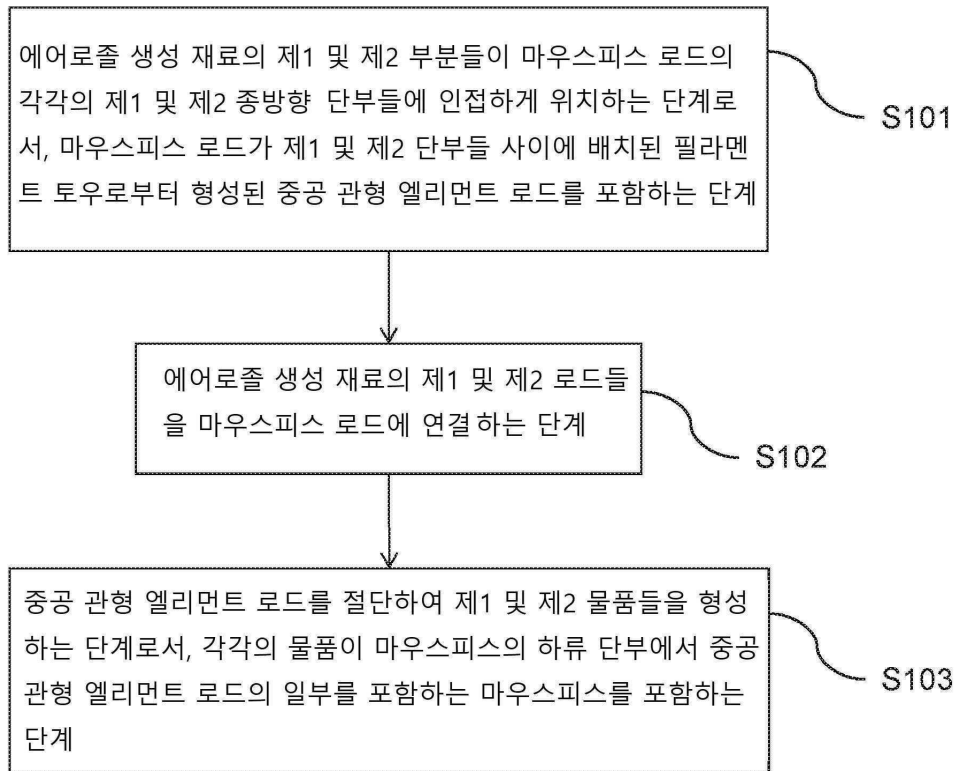 에어로졸 생성 재료의 제1 및 제2 부분들이 마우스피스 로드의
각각의 제1 및 제2 종방향 단부들에 인접하게 위치하는 단계로
서, 마우스피스 로드가 제1 및 제2 단부들 사이에 배치된 필라멘
트 토우로부터 형성된 중공 관형 엘리먼트 로드를 포함하는 단계
S101
에어로졸 생성 재료의 제1 및 제2 로드들
을 마우스피스 로드에 연결하는 단계
S102
중공 관형 엘리먼트 로드를 절단하여 제1 및 제2 물품들을 형성
하는 단계로서, 각각의 물품이 마우스피스의 하류 단부에서 중공
관형 엘리먼트 로드의 일부를 포함하는 마우스피스를 포함하는
단계
S103